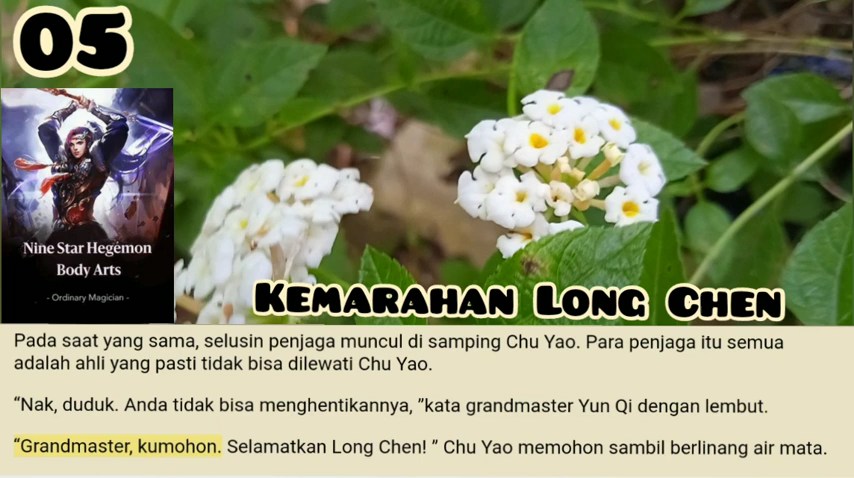 05
Nine Star Hegemon
Body Arts
- Ordinary Magician -
Kemarahan Long Chen
Pada saat yang sama, selusin penjaga muncul di samping Chu Yao. Para penjaga itu semua
adalah ahli yang pasti tidak bisa dilewati Chu Yao.
“Nak, duduk. Anda tidak bisa menghentikannya, ”kata grandmaster Yun Qi dengan lembut.
“Grandmaster, kumohon. Selamatkan Long Chen! ” Chu Yao memohon sambil berlinang air mata.